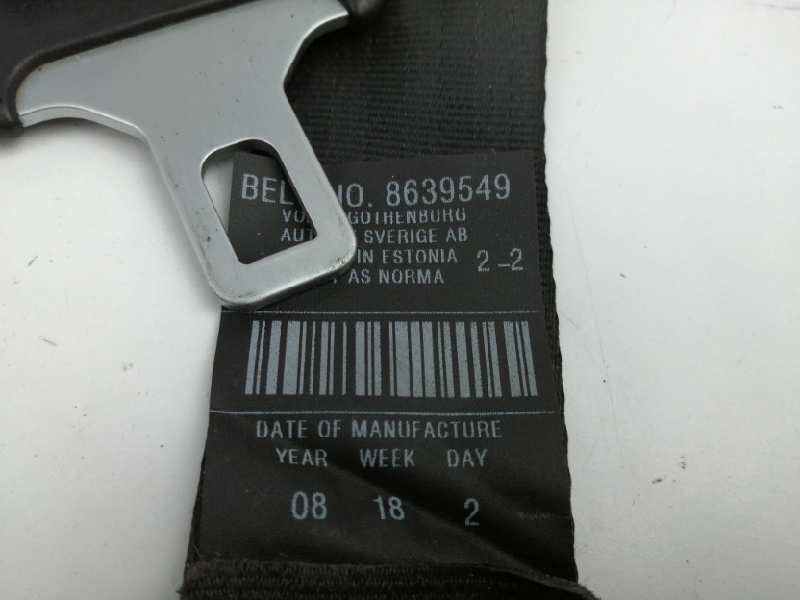 NO. 8639549
GOTHENBURG
SVERIGE AB
IN ESTONIA 2-2
AS NORMA
DATE OF MANUFACTURE
YEAR WEEK DAY
08 18 2